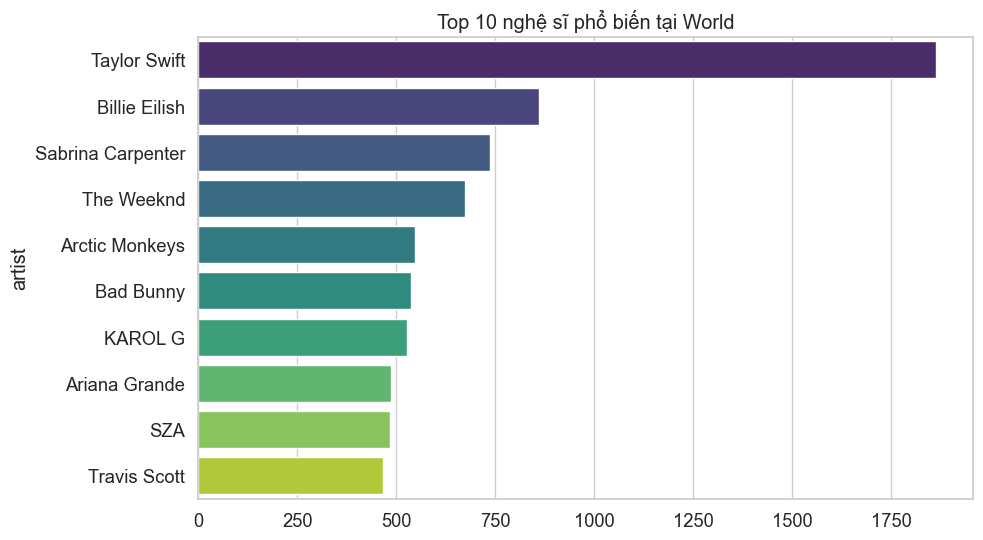 Top 10 nghệ sĩ phổ biến tại World
artist
Taylor Swift
Billie Eilish
Sabrina Carpenter
The Weeknd
Arctic Monkeys
Bad Bunny
KAROL G
Ariana Grande
SZA
Travis Scott
0 250 500 750 1000 1250 1500 1750